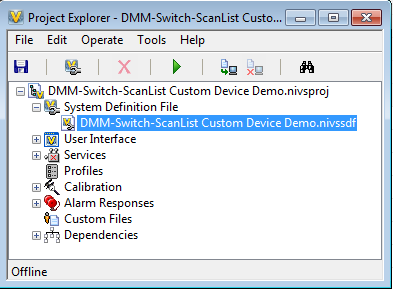 Project Explorer - DMM-Switch-ScanList Custo...
File Edit Operate Tools Help
DMM-Switch-ScanList Custom Device Demo.nivsproj
System Definition File
DMM-Switch-ScanList Custom Device Demo.nivssdf
User Interface
Services
Profiles
Calibration
Alarm Responses
Custom Files
Dependencies
Offline